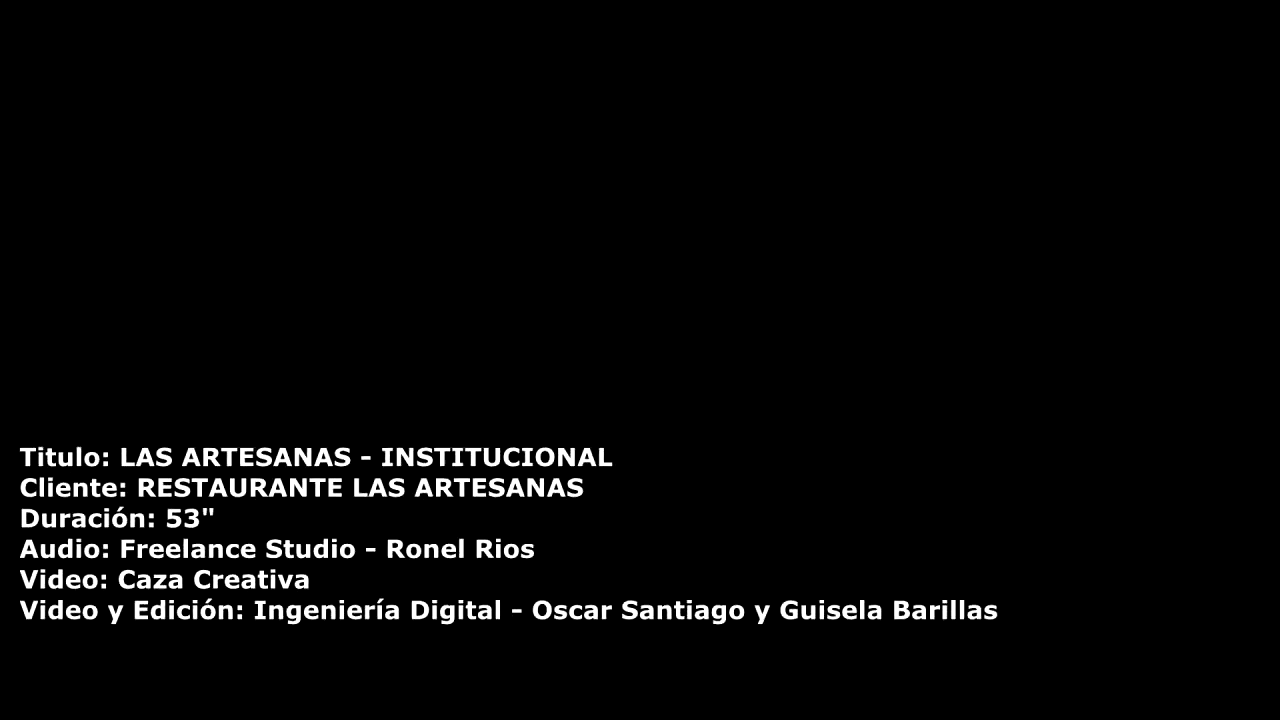 Titulo: LAS ARTESANAS - INSTITUCIONAL
Cliente: RESTAURANTE LAS ARTESANAS
Duración: 53"
Audio: Freelance Studio - Ronel Rios
Video: Caza Creativa
Video y Edición: Ingeniería Digital - Oscar Santiago y Guisela Barillas